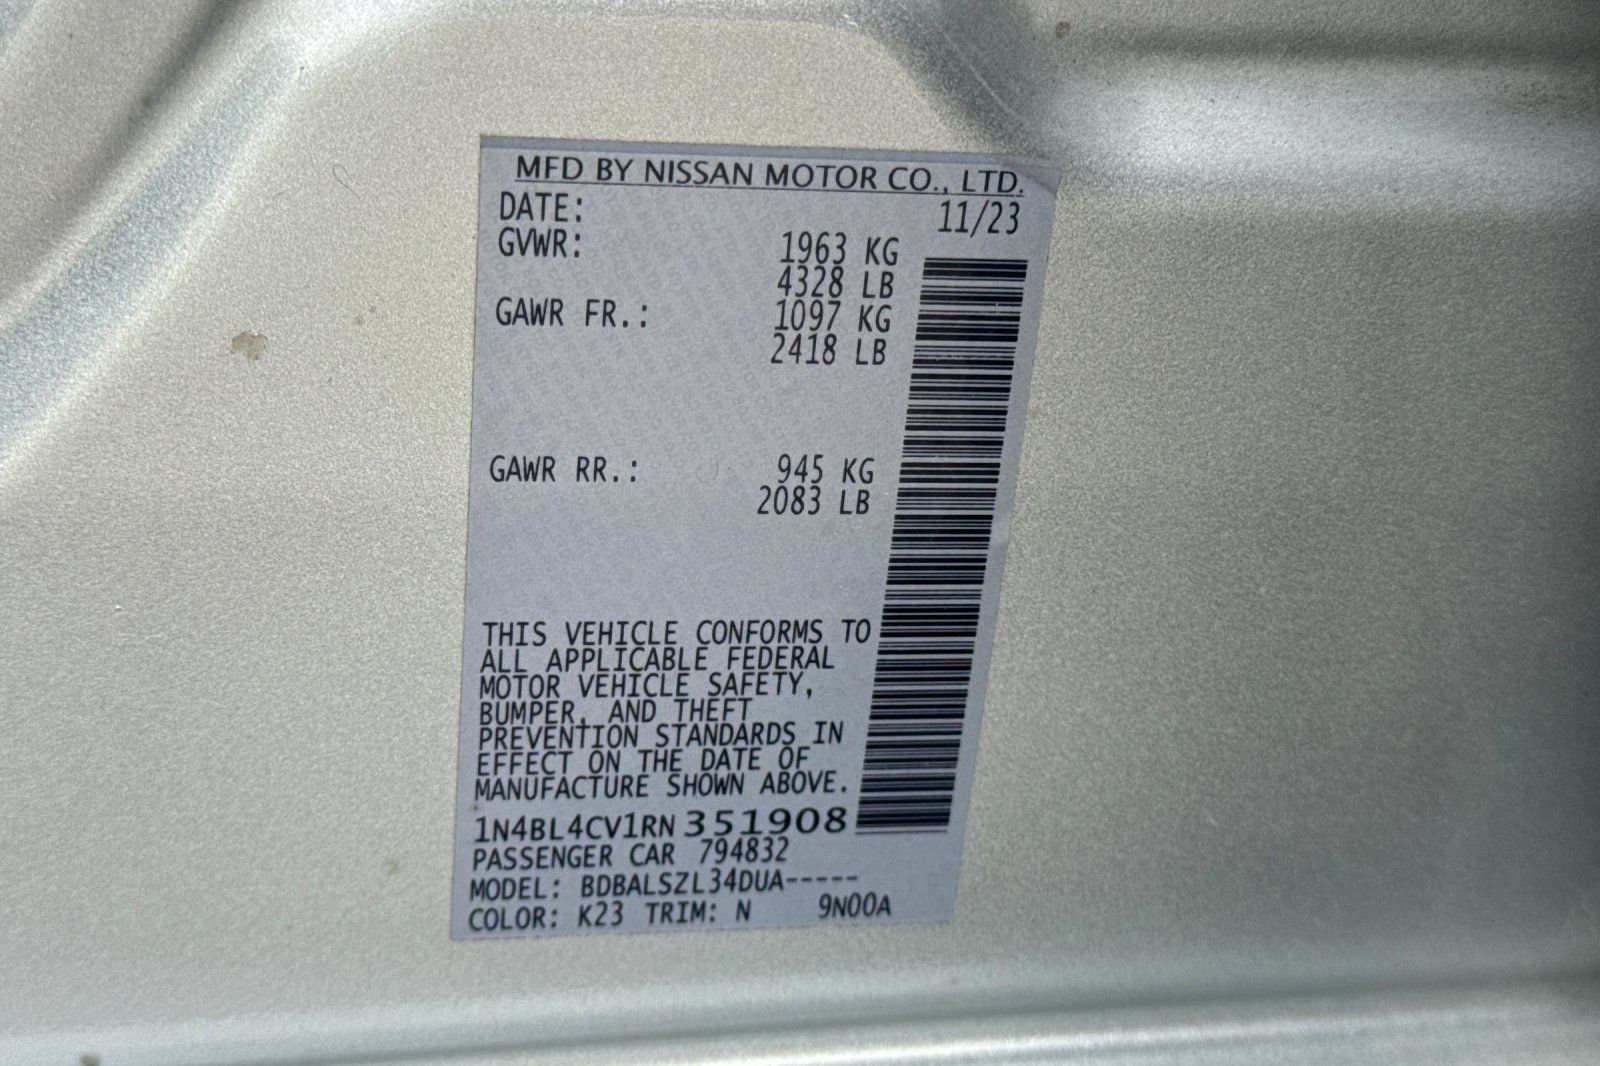 MFD BY NISSAN MOTOR CO., LTD.
DATE: 11/23
GVWR: 1963 KG
4328 LB
GAWR FR.: 1097 KG
2418 LB
GAWR RR.: 945 KG
2083 LB
THIS VEHICLE CONFORMS TO
ALL APPLICABLE FEDERAL
MOTOR VEHICLE SAFETY,
BUMPER, AND THEFT
PREVENTION STANDARDS IN
EFFECT ON THE DATE OF
MANUFACTURE SHOWN ABOVE.
1N4BL4CV1RN351908
PASSENGER CAR 794832
MODEL: BDBALSZL34DUA-----
COLOR: K23 TRIM: N 9N00A